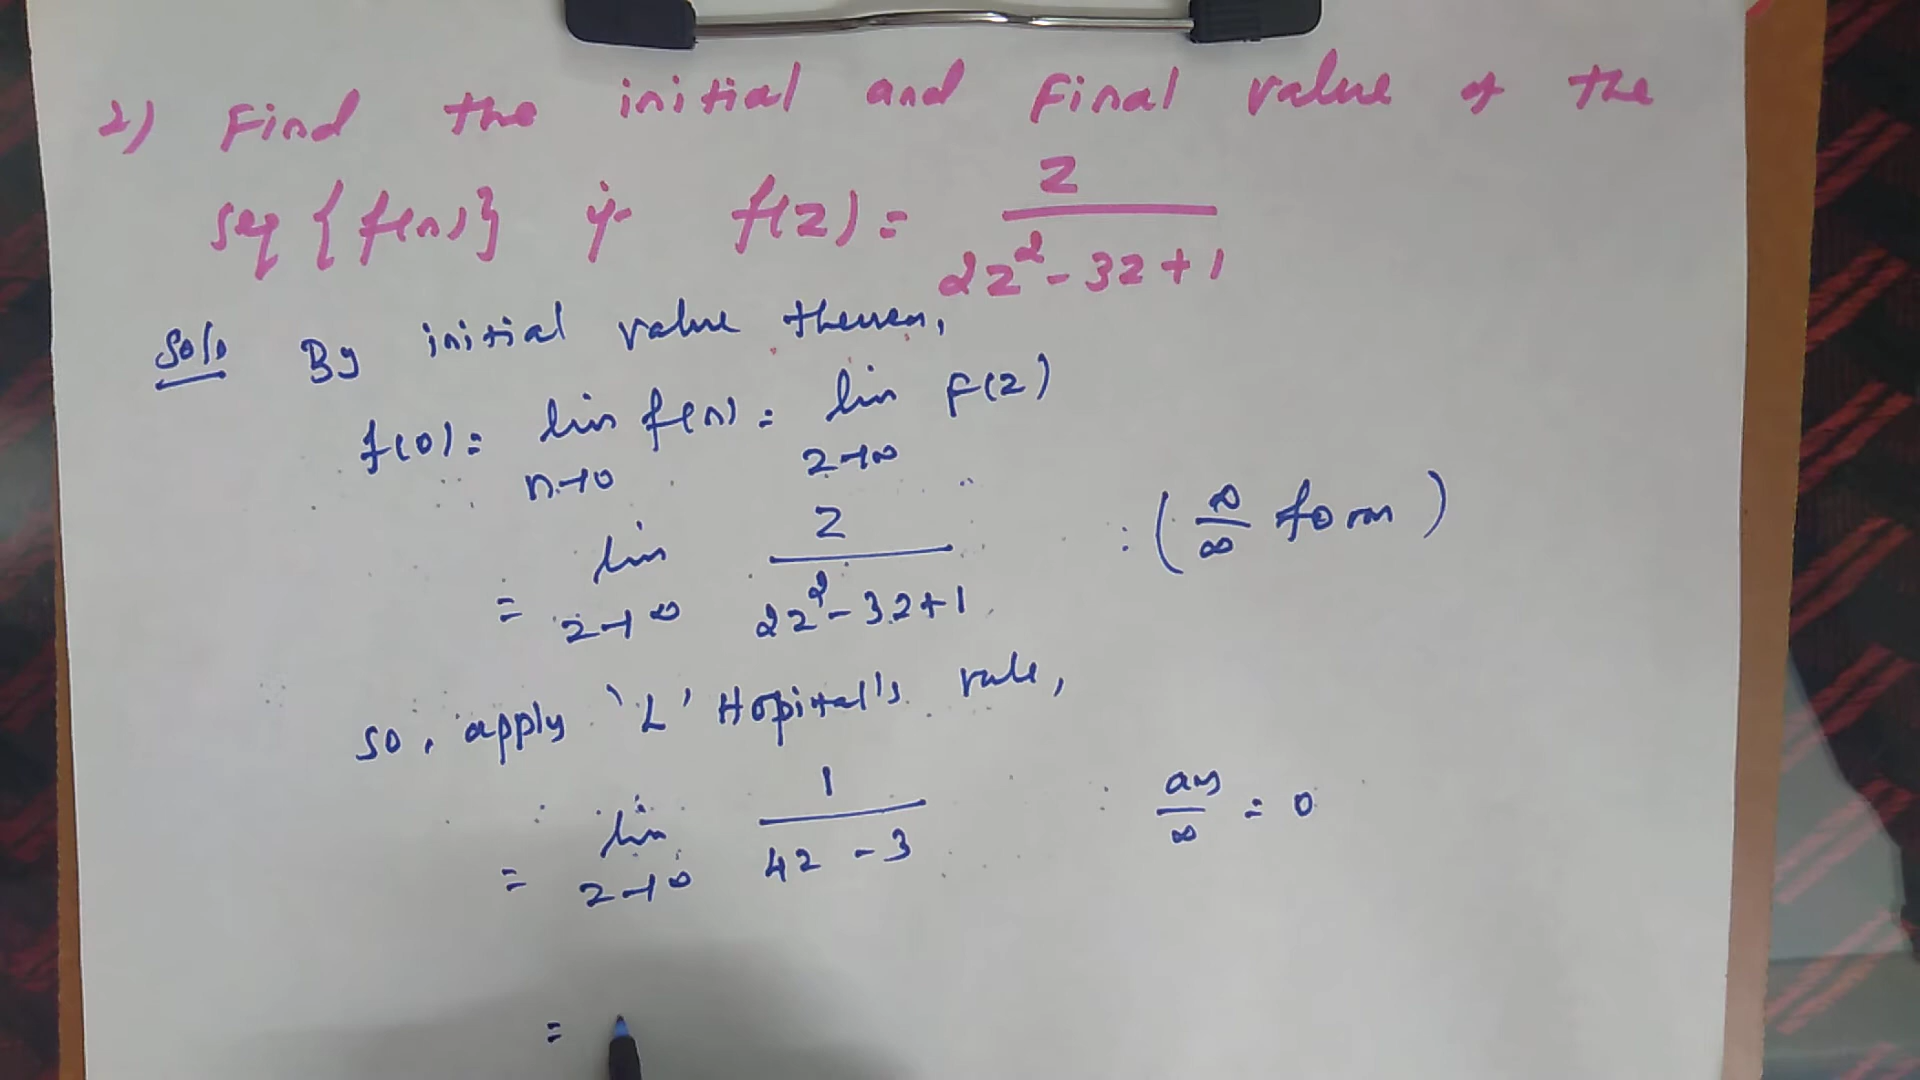 2) Find the initial and Final value of the
seq {f(n)} if f(z) = z / 2z² - 3z + 1
Soln By initial value theorem,
f(0) = lim n→0 f(n) = lim z→∞ F(z)
= lim z→∞ z / 2z² - 3z + 1 : (∞/∞ form)
so, apply 'L' Hopital's rule,
= lim z→∞ 1 / 4z - 3 : any/∞ = 0
=